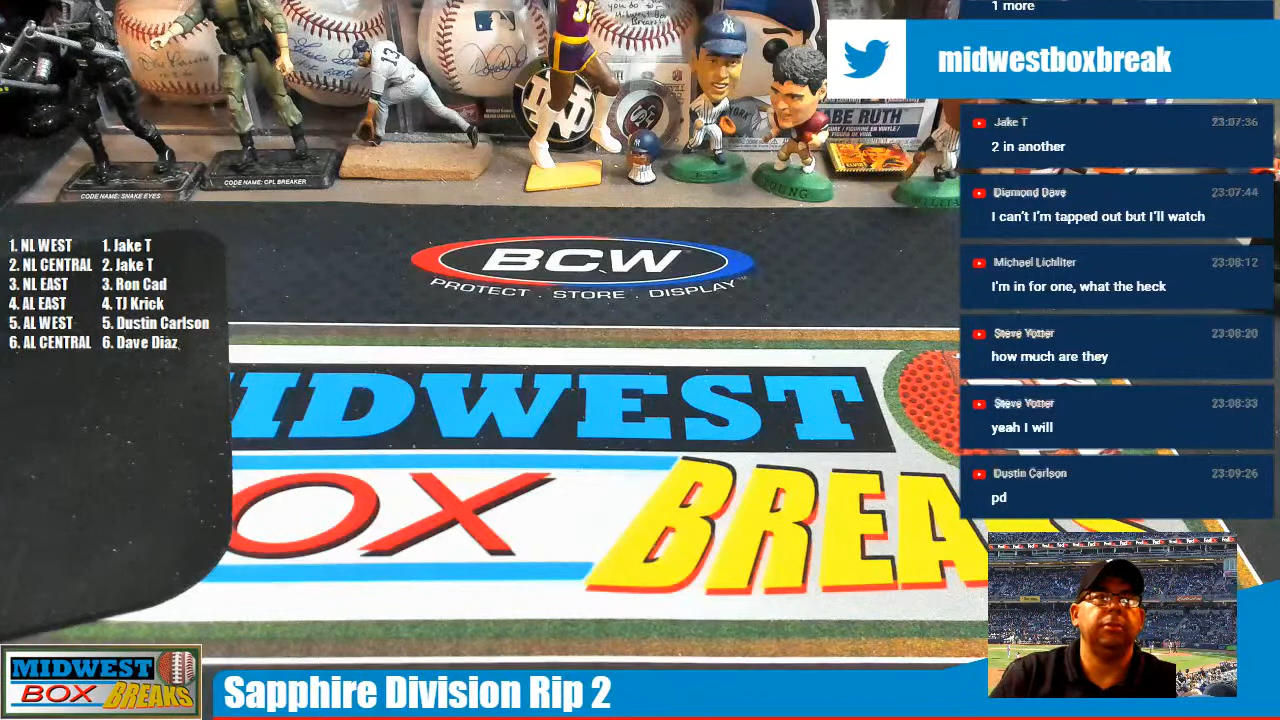 1 more
midwestboxbreak
Jake T 23:07:36
2 in another
Diamond Dave 23:07:44
I can't I'm tapped out but I'll watch
Michael Lichliter 23:08:12
I'm in for one, what the heck
Steve Yotter 23:08:20
how much are they
Steve Yotter 23:08:33
yeah I will
Dustin Carlson 23:09:26
pd
CODE NAME: SNAKE EYES
CODE NAME: CPL BREAKER
13
BABE RUTH
YOUNG
1. NL WEST 1. Jake T
2. NL CENTRAL 2. Jake T
3. NL EAST 3. Ron Cad
4. AL EAST 4. TJ Krick
5. AL WEST 5. Dustin Carlson
6. AL CENTRAL 6. Dave Diaz
BCW
PROTECT . STORE . DISPLAY
MIDWEST
BOX BREA
MIDWEST
BOX BREAKS
Sapphire Division Rip 2